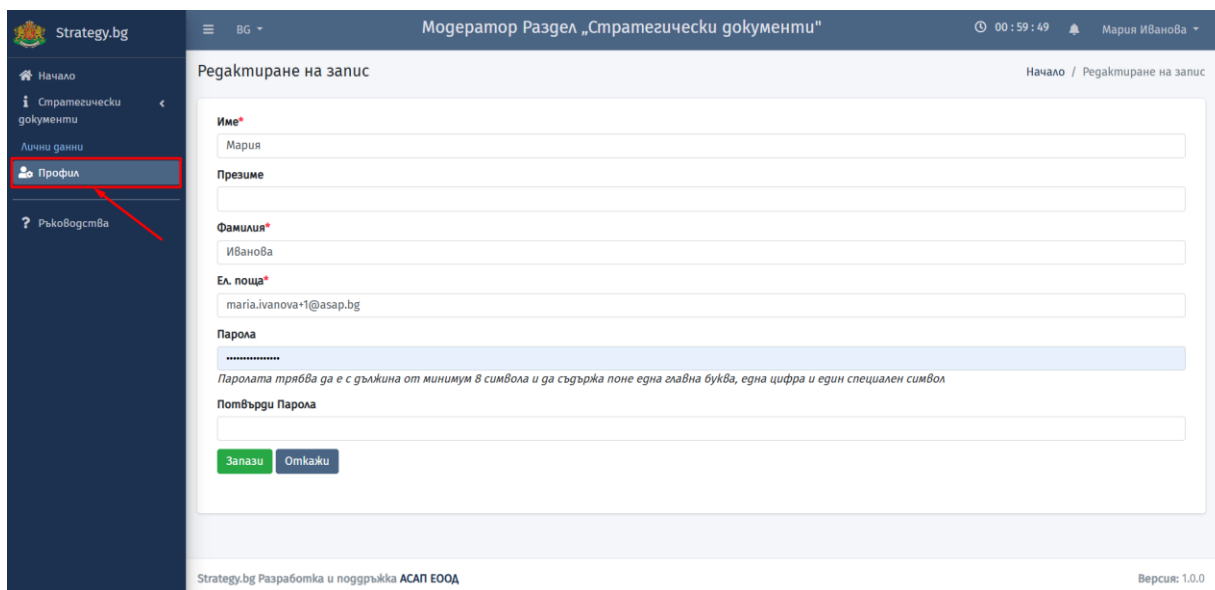 Strategy.bg
BG
Модератор Раздел „Стратегически документи"
00 : 59 : 49
Мария Иванова
Начало
Стратегически
документи
Лични данни
Профил
Ръководства
Редактиране на запис
Начало / Редактиране на запис
Име*
Мария
Презиме
Фамилия*
Иванова
Ел. поща*
maria.ivanova+1@asap.bg
Парола
Паролата трябва да е с дължина от минимум 8 символа и да съдържа поне една главна буква, една цифра и един специален символ
Потвърди Парола
Запази
Откажи
Strategy.bg Разработка и поддръжка АСАП ЕООД
Версия: 1.0.0